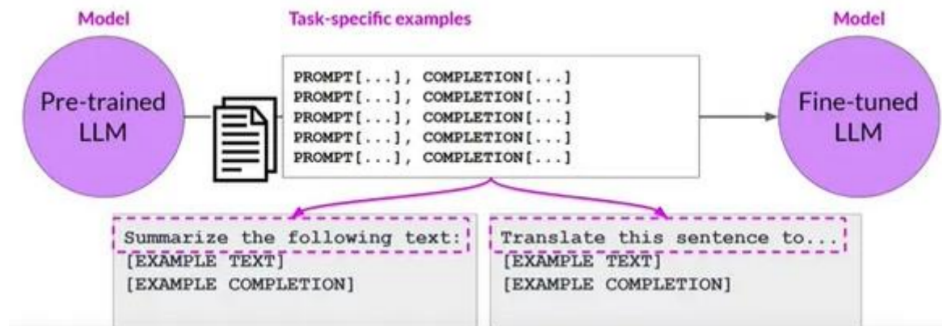 Model
Task-specific examples
Model
Pre-trained
LLM
PROMPT[...], COMPLETION[...]
PROMPT[...], COMPLETION[...]
PROMPT[...], COMPLETION[...]
PROMPT[...], COMPLETION[...]
PROMPT[...], COMPLETION[...]
Fine-tuned
LLM
Summarize the following text:
[EXAMPLE TEXT]
[EXAMPLE COMPLETION]
Translate this sentence to...
[EXAMPLE TEXT]
[EXAMPLE COMPLETION]